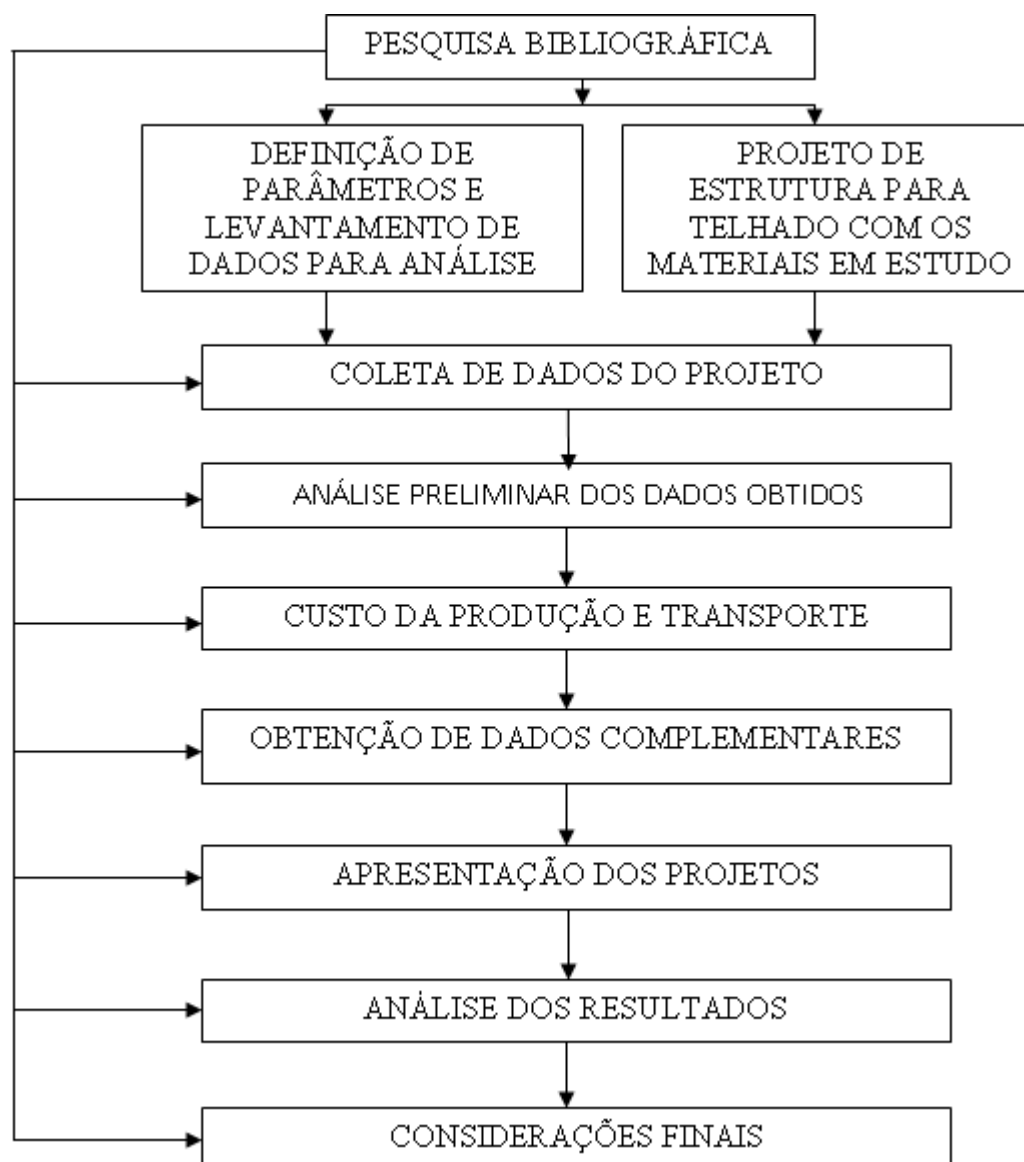 PESQUISA BIBLIOGRÁFICA
DEFINIÇÃO DE
PARÂMETROS E
LEVANTAMENTO DE
DADOS PARA ANÁLISE
PROJETO DE
ESTRUTURA PARA
TELHADO COM OS
MATERIAIS EM ESTUDO
COLETA DE DADOS DO PROJETO
ANÁLISE PRELIMINAR DOS DADOS OBTIDOS
CUSTO DA PRODUÇÃO E TRANSPORTE
OBTENÇÃO DE DADOS COMPLEMENTARES
APRESENTAÇÃO DOS PROJETOS
ANÁLISE DOS RESULTADOS
CONSIDERAÇÕES FINAIS